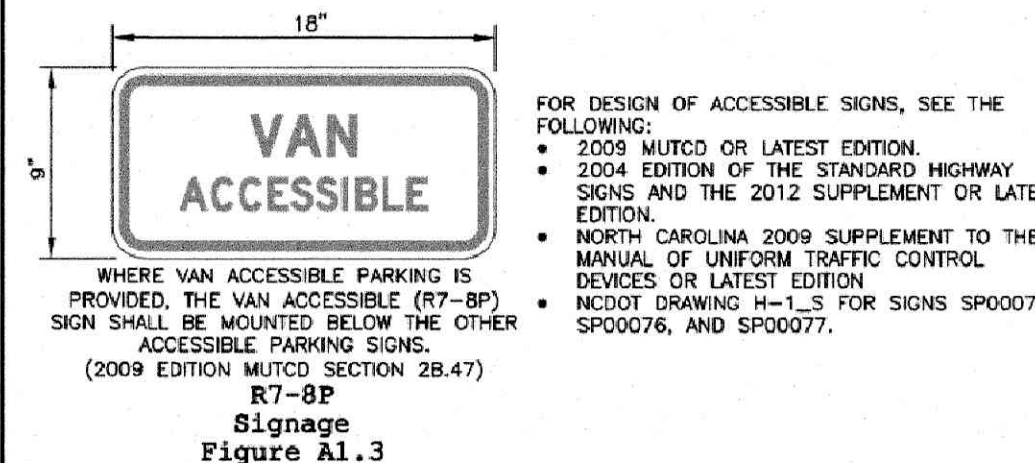 18"
9"
VAN
ACCESSIBLE
WHERE VAN ACCESSIBLE PARKING IS
PROVIDED, THE VAN ACCESSIBLE (R7-8P)
SIGN SHALL BE MOUNTED BELOW THE OTHER
ACCESSIBLE PARKING SIGNS.
(2009 EDITION MUTCD SECTION 2B.47)
R7-8P
Signage
Figure A1.3
FOR DESIGN OF ACCESSIBLE SIGNS, SEE THE
FOLLOWING:
• 2009 MUTCD OR LATEST EDITION.
• 2004 EDITION OF THE STANDARD HIGHWAY
SIGNS AND THE 2012 SUPPLEMENT OR
EDITION.
• NORTH CAROLINA 2009 SUPPLEMENT TO THE
MANUAL OF UNIFORM TRAFFIC CONTROL
DEVICES OR LATEST EDITION
• NCDOT DRAWING H-1_S FOR SIGNS
SP00076, AND SP00077.